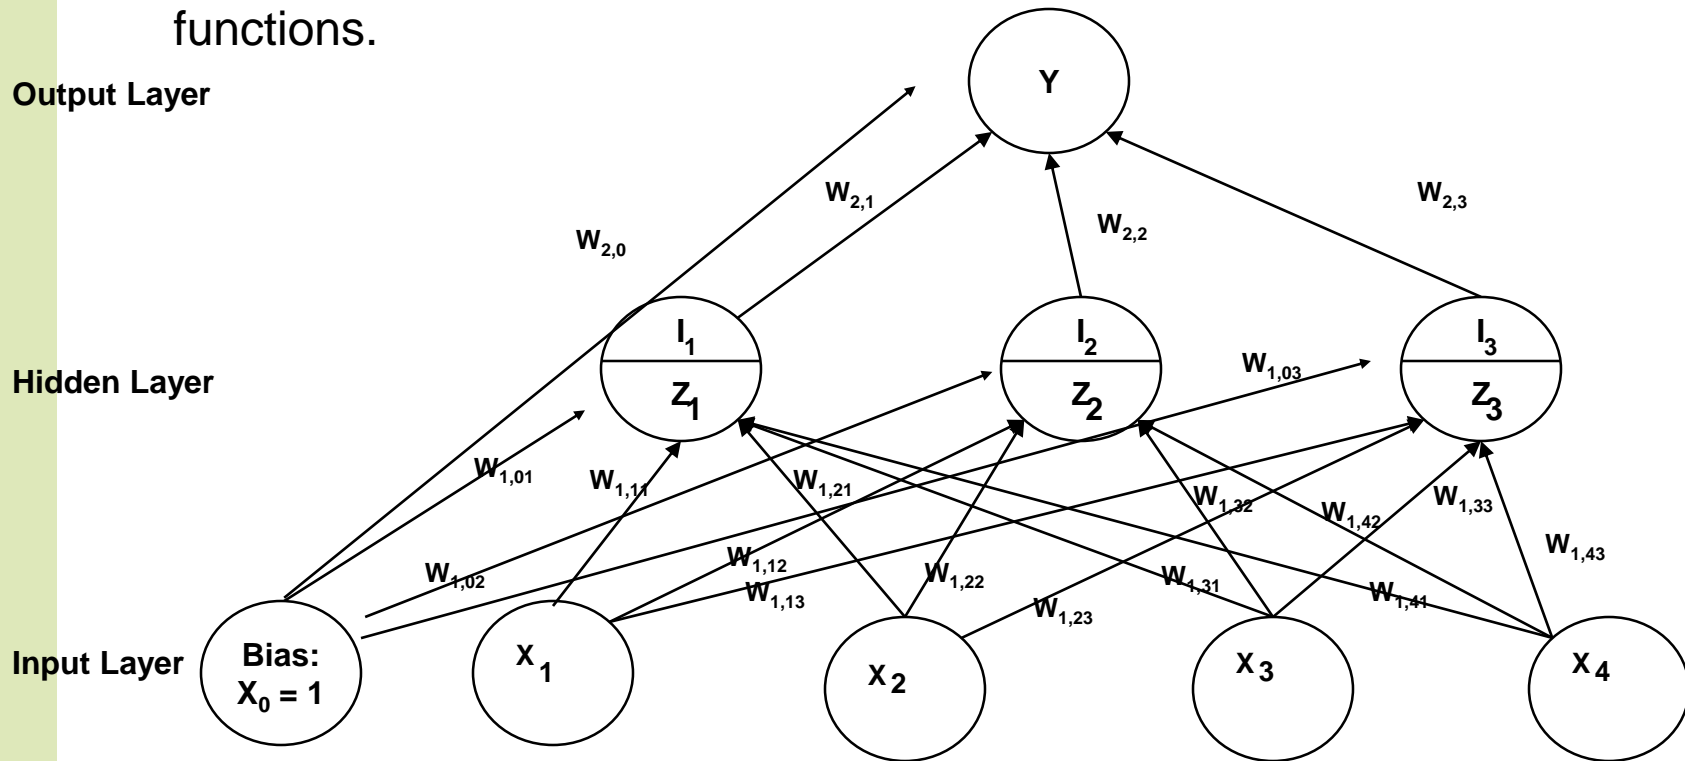 functions.
Output Layer
Y
W2,1
W2,3
W2,2
W2,0
I1
I2
I3
W1,03
Hidden Layer
Z1
Z2
Z3
W1,01
W1,11
W1,21
W1,32
W1,42
W1,33
W1,43
W1,02
W1,12
W1,22
W1,31
W1,13
W1,23
W1,41
Input Layer
Bias:
X0 = 1
X1
X2
X3
X4